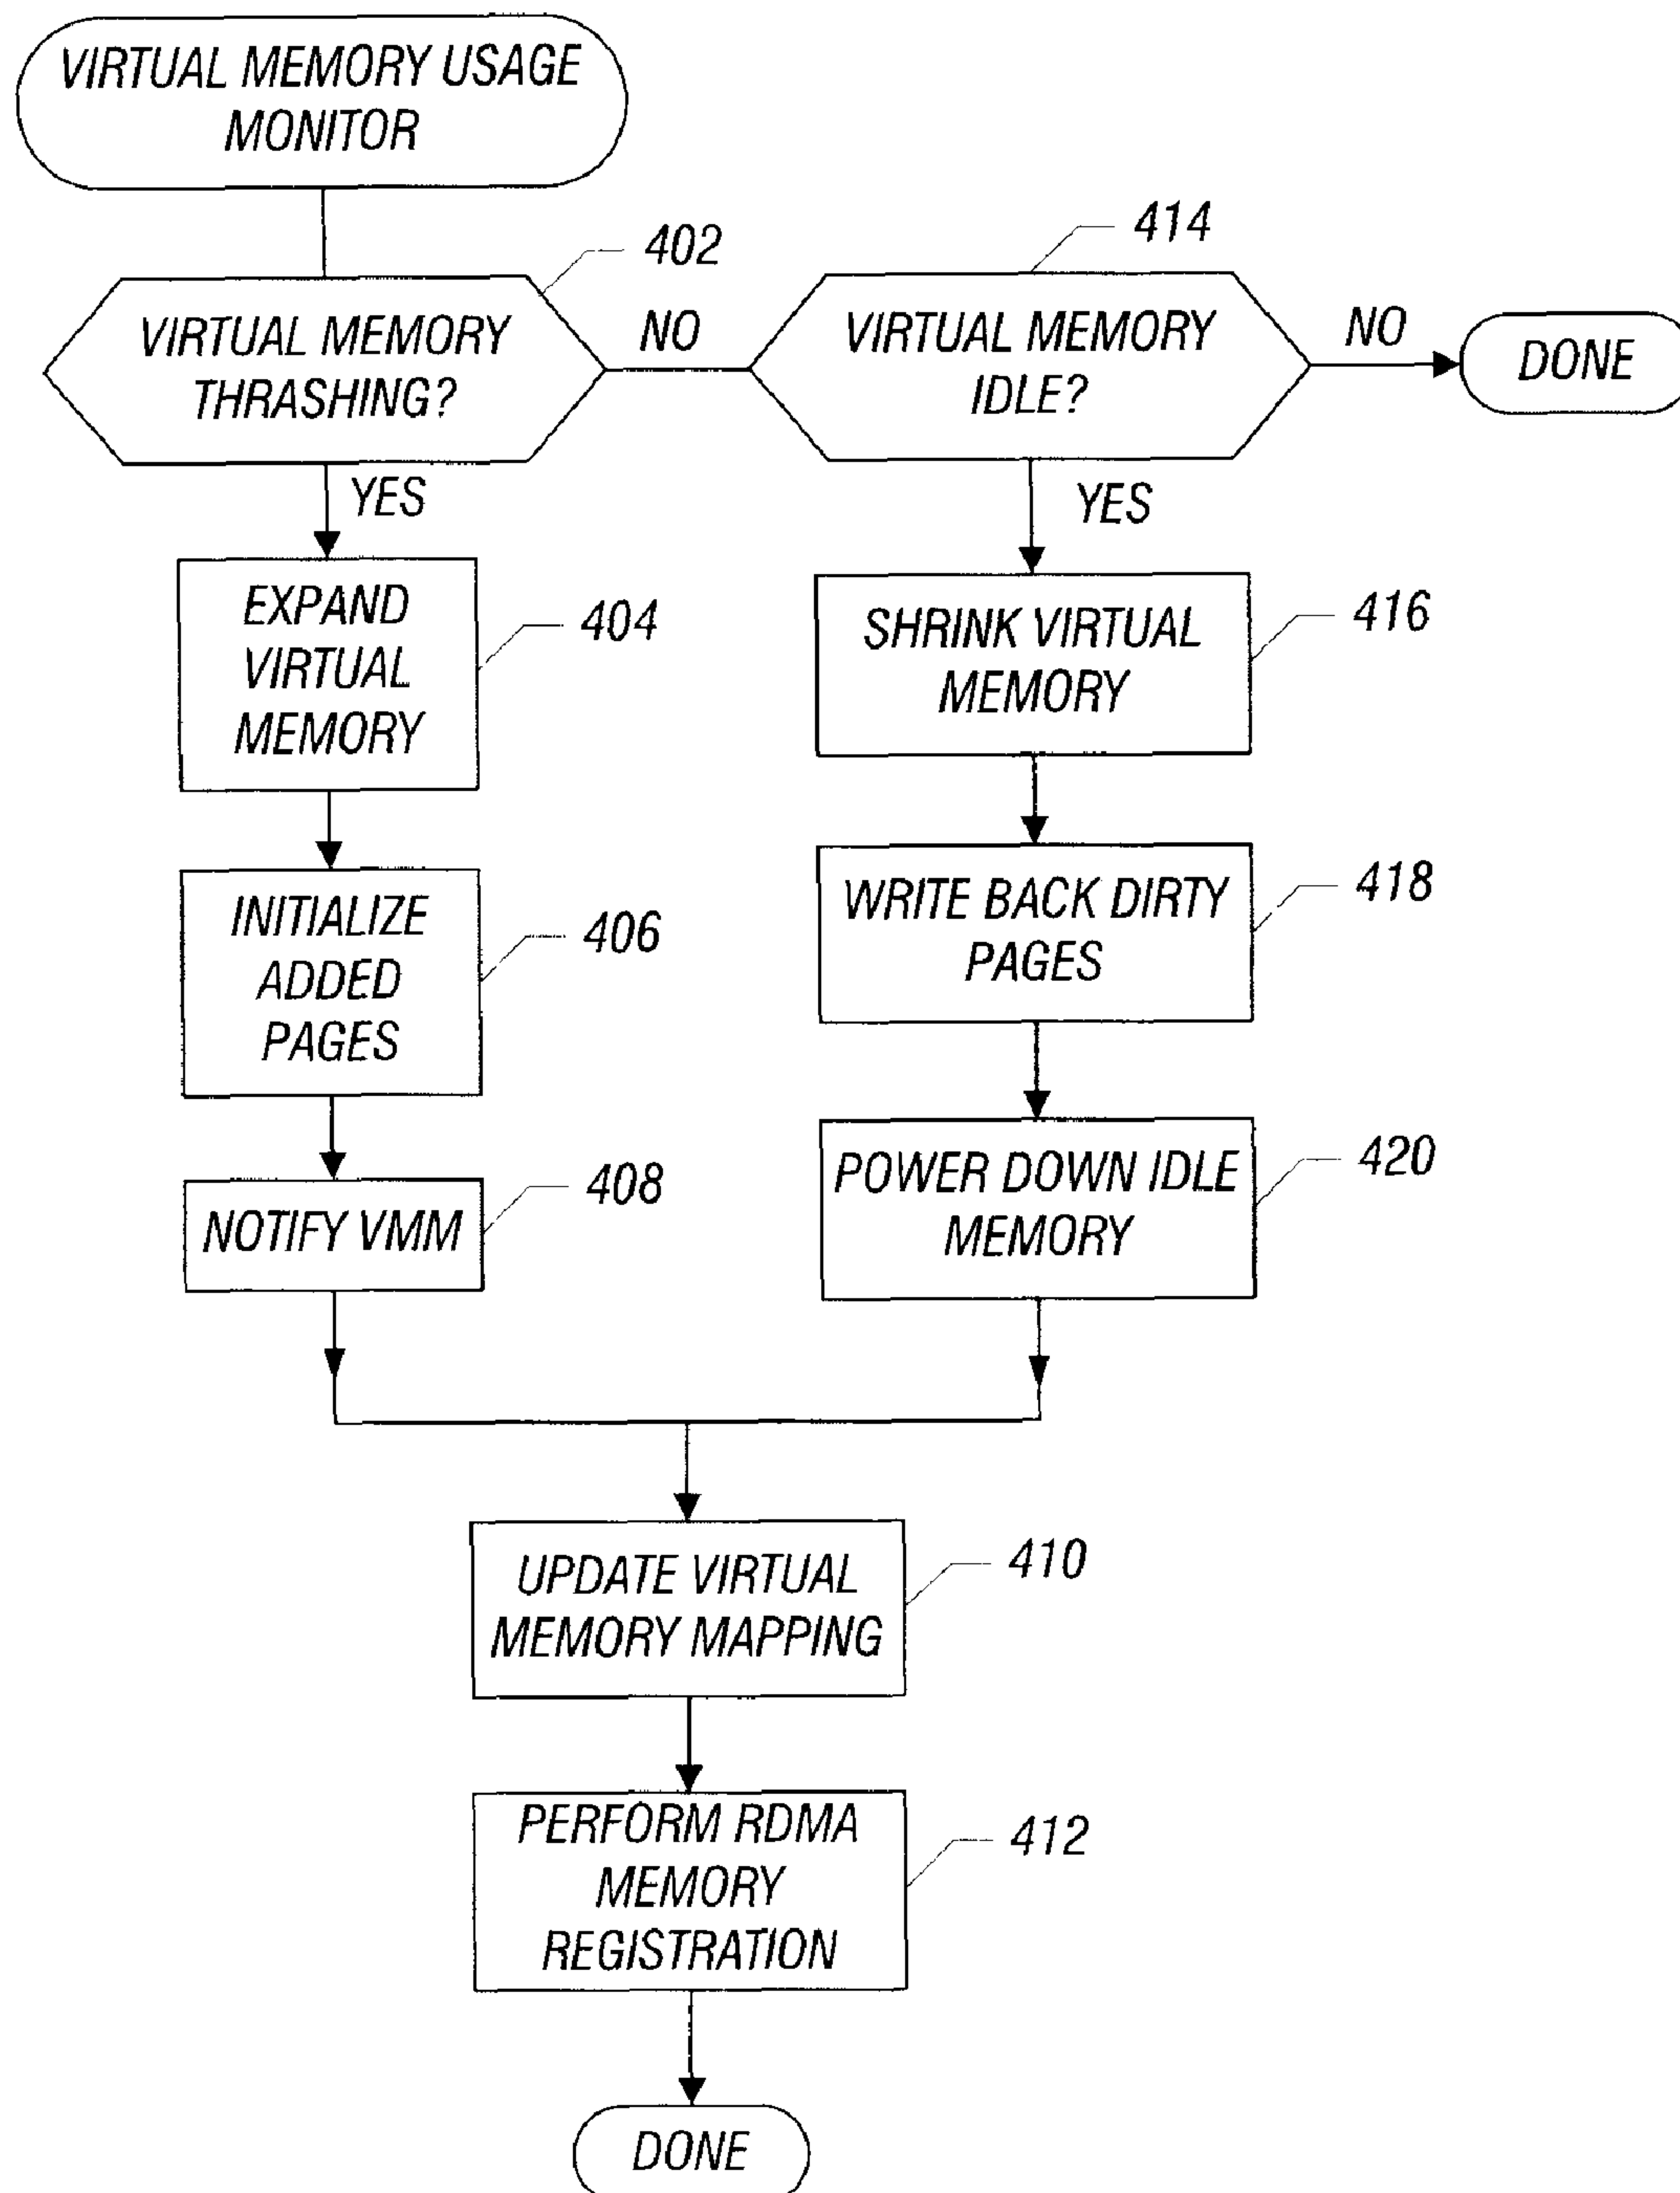 VIRTUAL MEMORY USAGE
MONITOR
402
VIRTUAL MEMORY
THRASHING?
NO
414
VIRTUAL MEMORY
IDLE?
NO
DONE
YES
EXPAND
VIRTUAL
MEMORY
404
INITIALIZE
ADDED
PAGES
406
NOTIFY VMM
408
YES
SHRINK VIRTUAL
MEMORY
416
WRITE BACK DIRTY
PAGES
418
POWER DOWN IDLE
MEMORY
420
UPDATE VIRTUAL
MEMORY MAPPING
410
PERFORM RDMA
MEMORY
REGISTRATION
412
DONE